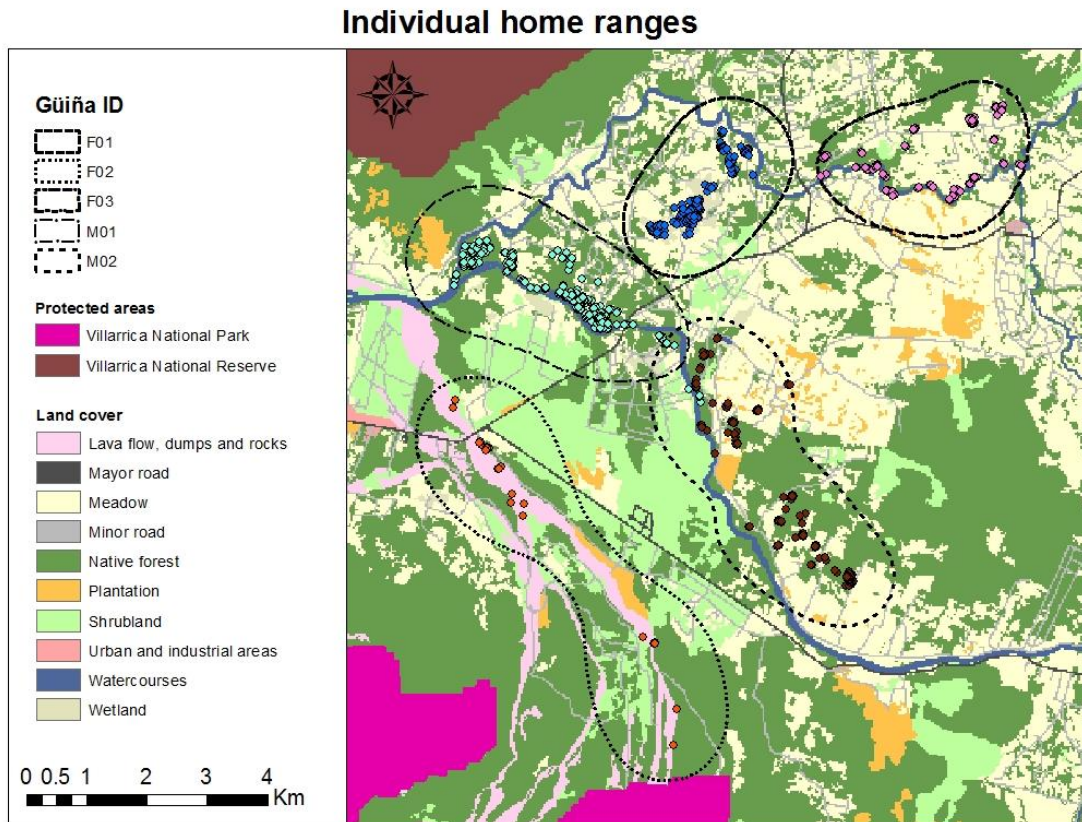 Individual home ranges
Güiña ID
F01
F02
F03
M01
M02
Protected areas
Villarrica National Park
Villarrica National Reserve
Land cover
Lava flow, dumps and rocks
Mayor road
Meadow
Minor road
Native forest
Plantation
Shrubland
Urban and industrial areas
Watercourses
Wetland
0 0.5 1 2 3 4
Km